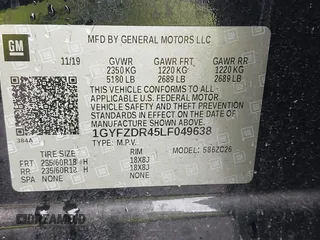 GM
MFD BY GENERAL MOTORS LLC
11/19 GVWR GAWR FRT GAWR RR
2350 KG 1220 KG 1220 KG
5180 LB 2689 LB 2689 LB
THIS VEHICLE CONFORMS TO ALL
APPLICABLE U.S. FEDERAL MOTOR
VEHICLE SAFETY AND THEFT PREVENTION
STANDARDS IN EFFECT ON THE DATE OF
MANUFACTURE SHOWN ABOVE.
384A
1GYFZDR45LF049638
TYPE: M.P.V. 5862C26
TIRE SIZE RIM
FRT: 235/60R18 H 18X8J
RR: 235/60R18 H 18X8J
SPA: NONE NONE
DREAMBID